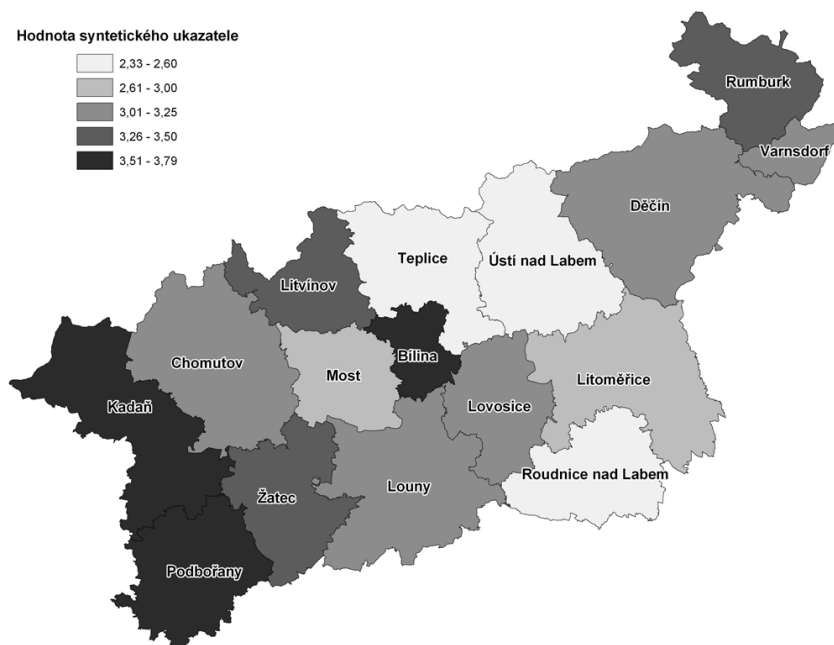 Hodnota syntetického ukazatele
2,33 - 2,60
2,61 - 3,00
3,01 - 3,25
3,26 - 3,50
3,51 - 3,79
Rumburk
Varnsdorf
Děčín
Teplice
Ústí nad Labem
Litvínov
Bílina
Chomutov
Most
Litoměřice
Kadaň
Lovosice
Roudnice nad Labem
Louny
Žatec
Podbořany